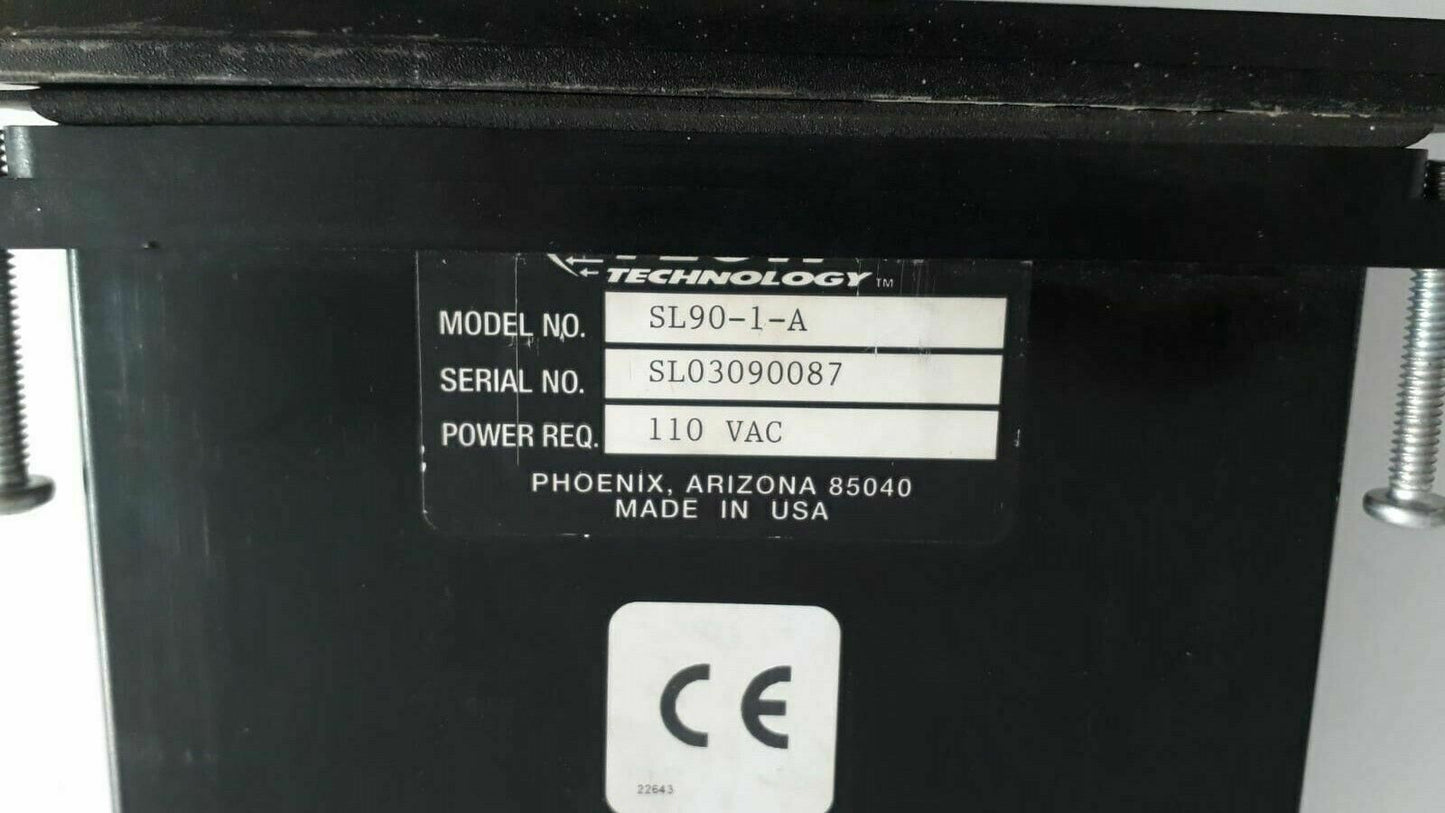 TECHNOLOGY™
MODEL NO. SL90-1-A
SERIAL NO. SL03090087
POWER REQ. 110 VAC
PHOENIX, ARIZONA 85040
MADE IN USA
CE
22643